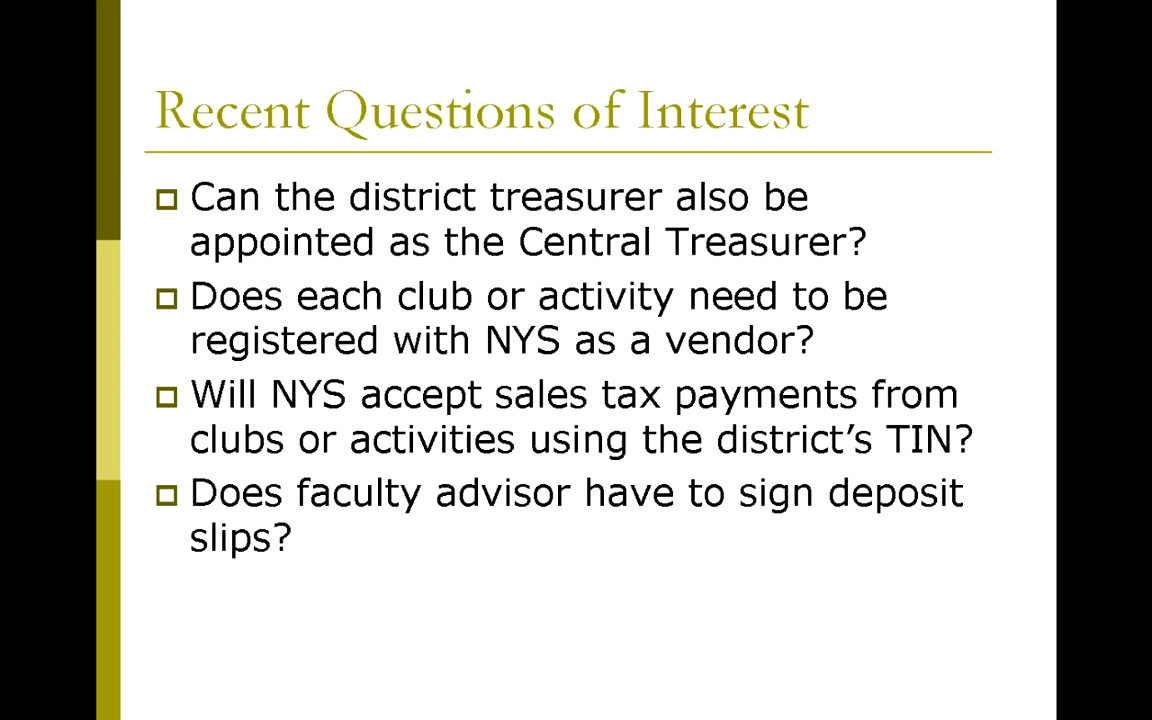 Recent Questions of Interest
Can the district treasurer also be
appointed as the Central Treasurer?
Does each club or activity need to be
registered with NYS as a vendor?
Will NYS accept sales tax payments from
clubs or activities using the district’s TIN?
Does faculty advisor have to sign deposit
slips?